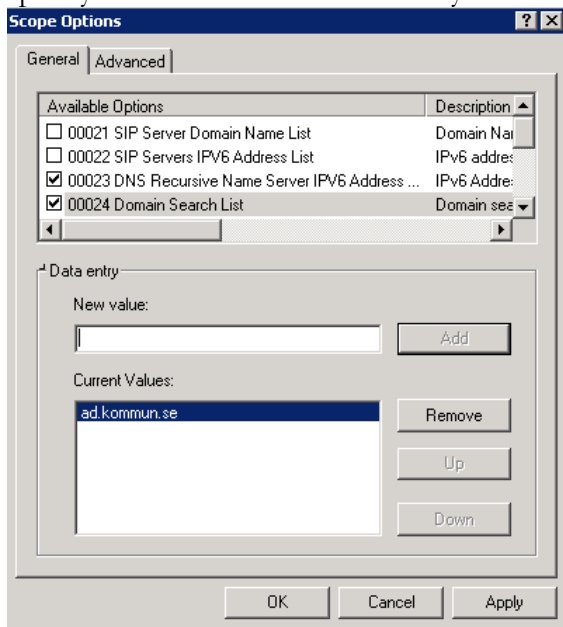 Scope Options
General Advanced
Available Options Description
00021 SIP Server Domain Name List Domain Nai
00022 SIP Servers IPV6 Address List IPv6 addres
00023 DNS Recursive Name Server IPV6 Address ... IPv6 Addre
00024 Domain Search List Domain sea
Data entry
New value:
Add
Current Values:
ad.kommun.se
Remove
Up
Down
OK Cancel Apply